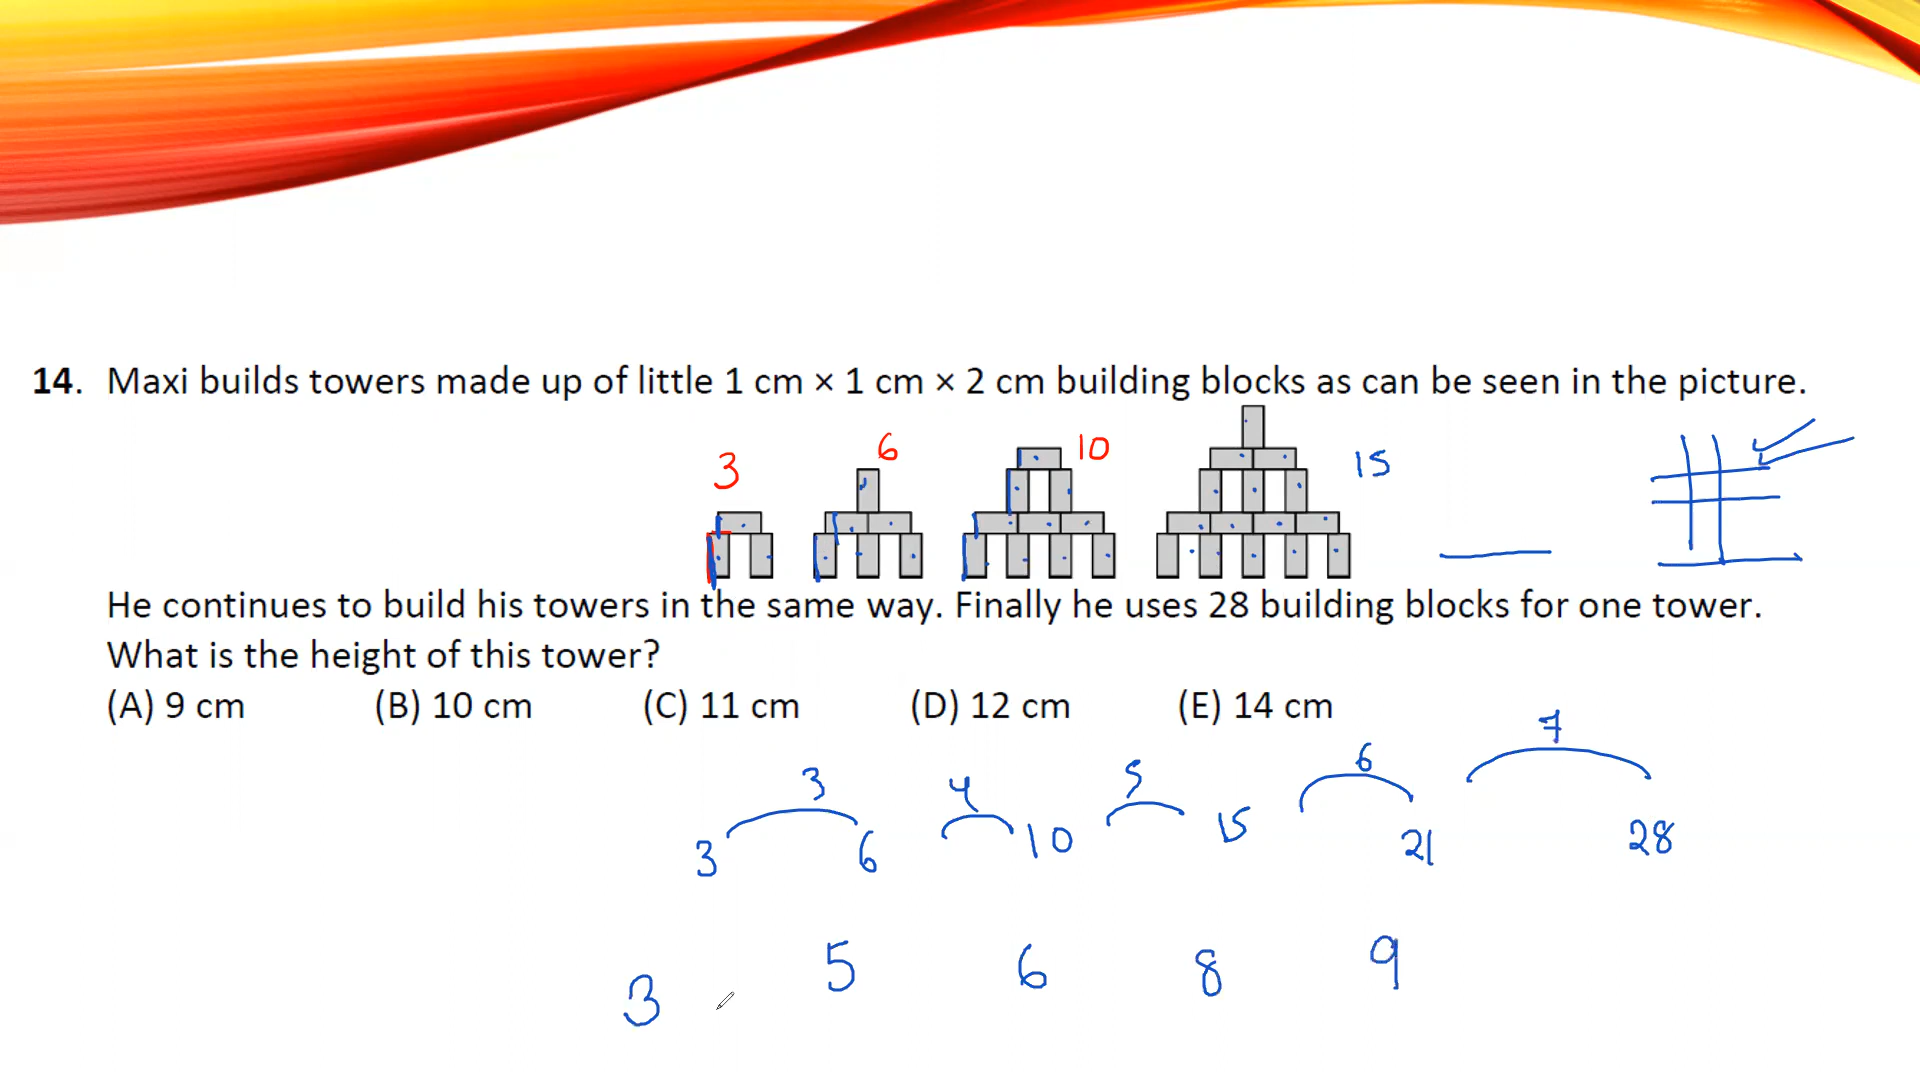 14. Maxi builds towers made up of little 1 cm × 1 cm × 2 cm building blocks as can be seen in the picture.
3 6 10 15
He continues to build his towers in the same way. Finally he uses 28 building blocks for one tower.
What is the height of this tower?
(A) 9 cm (B) 10 cm (C) 11 cm (D) 12 cm (E) 14 cm
3 4 5 6 7
3 6 10 15 21 28
3 5 6 8 9